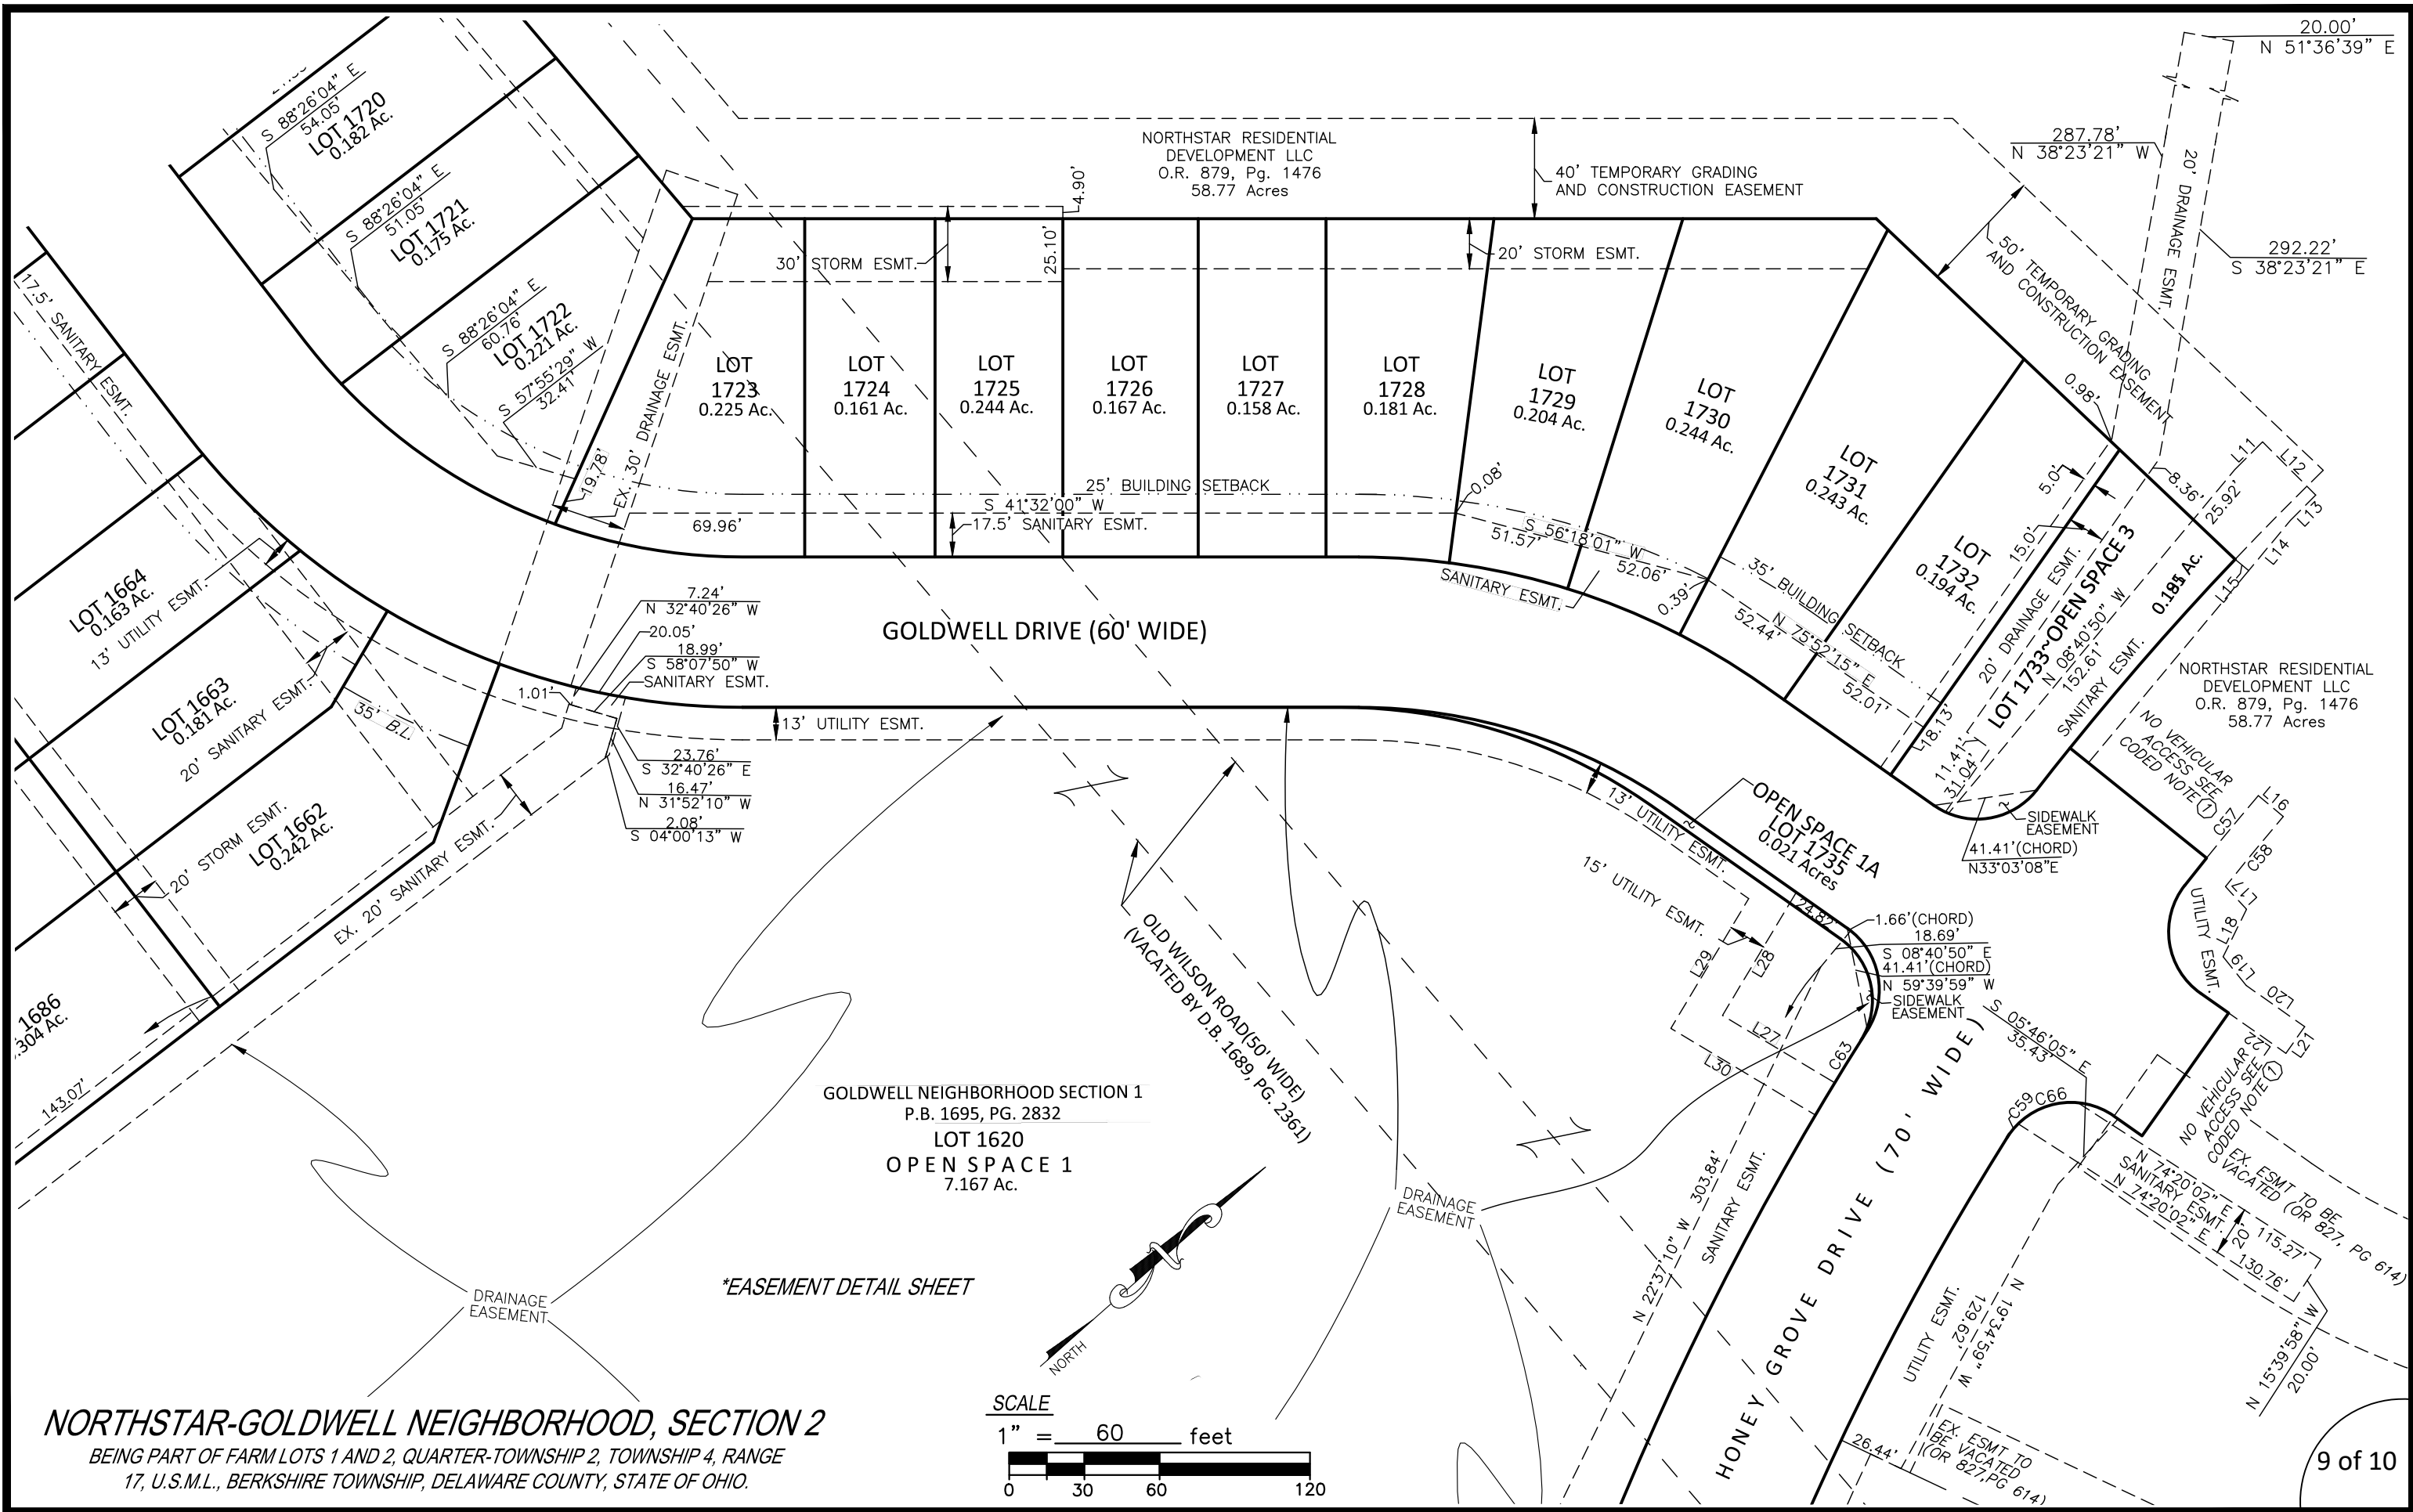 20.00'
N 51°36'39" E
287.78'
N 38°23'21" W
20' DRAINAGE ESMT.
292.22'
S 38°23'21" E
S 88°26'04" E
54.05'
LOT 1720
0.182 Ac.
S 88°26'04" E
51.05'
LOT 1721
0.175 Ac.
S 88°26'04" E
60.76'
LOT 1722
0.221 Ac.
S 57°55'29" W
32.41'
NORTHSTAR RESIDENTIAL
DEVELOPMENT LLC
O.R. 879, Pg. 1476
58.77 Acres
40' TEMPORARY GRADING
AND CONSTRUCTION EASEMENT
4.90'
25.10'
30' STORM ESMT.
20' STORM ESMT.
50' TEMPORARY GRADING
AND CONSTRUCTION EASEMENT
17.5' SANITARY ESMT.
EX. 30' DRAINAGE ESMT.
19.78'
LOT
1723
0.225 Ac.
LOT
1724
0.161 Ac.
LOT
1725
0.244 Ac.
LOT
1726
0.167 Ac.
LOT
1727
0.158 Ac.
LOT
1728
0.181 Ac.
LOT
1729
0.204 Ac.
LOT
1730
0.244 Ac.
LOT
1731
0.243 Ac.
LOT
1732
0.194 Ac.
0.98'
5.0'
15.0'
8.36'
25.92'
L11
L12
L13
L14
L15
20' DRAINAGE ESMT.
LOT 1733~OPEN SPACE 3
N 08°40'50" W
152.61'
SANITARY ESMT.
25' BUILDING SETBACK
S 41°32'00" W
69.96'
17.5' SANITARY ESMT.
0.08'
S 56°18'01" W
51.57'
52.06'
SANITARY ESMT.
0.39'
35' BUILDING SETBACK
N 75°52'15" E
52.44'
52.01'
18.13'
11.41'
31.04'
NORTHSTAR RESIDENTIAL
DEVELOPMENT LLC
O.R. 879, Pg. 1476
58.77 Acres
NO VEHICULAR
ACCESS SEE
CODED NOTE 1
SIDEWALK
EASEMENT
41.41'(CHORD)
N33°03'08"E
GOLDWELL DRIVE (60' WIDE)
LOT 1664
0.163 Ac.
13' UTILITY ESMT.
LOT 1663
0.181 Ac.
20' SANITARY ESMT.
35' B.L.
LOT 1662
0.242 Ac.
20' STORM ESMT.
EX. 20' SANITARY ESMT.
1686
.304 Ac.
143.07'
7.24'
N 32°40'26" W
20.05'
18.99'
S 58°07'50" W
SANITARY ESMT.
1.01'
13' UTILITY ESMT.
23.76'
S 32°40'26" E
16.47'
N 31°52'10" W
2.08'
S 04°00'13" W
OPEN SPACE 1A
LOT 1735
0.021 Acres
13' UTILITY ESMT.
15' UTILITY ESMT.
24.82'
1.66'(CHORD)
18.69'
S 08°40'50" E
41.41'(CHORD)
N 59°39'59" W
SIDEWALK
EASEMENT
L29
L28
L27
L30
C63
L16
C57
C58
L17
L18
L19
L20
L21
L22
UTILITY ESMT.
NO VEHICULAR
ACCESS SEE
CODED NOTE 1
S 05°46'05" E
35.43'
C59
C66
EX. ESMT TO BE
VACATED (OR 827, PG 614)
N 74°20'02" E
115.27'
SANITARY ESMT.
20'
N 74°20'02" E
130.76'
N 15°39'58" W
20.00'
OLD WILSON ROAD(50' WIDE)
(VACATED BY D.B. 1689, PG. 2361)
GOLDWELL NEIGHBORHOOD SECTION 1
P.B. 1695, PG. 2832
LOT 1620
OPEN SPACE 1
7.167 Ac.
DRAINAGE
EASEMENT
DRAINAGE
EASEMENT
N 22°37'10" W 303.84'
SANITARY ESMT.
HONEY GROVE DRIVE (70' WIDE)
UTILITY ESMT.
N 19°34'59" W
129.62'
26.44'
EX. ESMT TO
BE VACATED
(OR 827,PG 614)
*EASEMENT DETAIL SHEET
NORTH
NORTHSTAR-GOLDWELL NEIGHBORHOOD, SECTION 2
BEING PART OF FARM LOTS 1 AND 2, QUARTER-TOWNSHIP 2, TOWNSHIP 4, RANGE
17, U.S.M.L., BERKSHIRE TOWNSHIP, DELAWARE COUNTY, STATE OF OHIO.
SCALE
1" = 60 feet
0 30 60 120
9 of 10